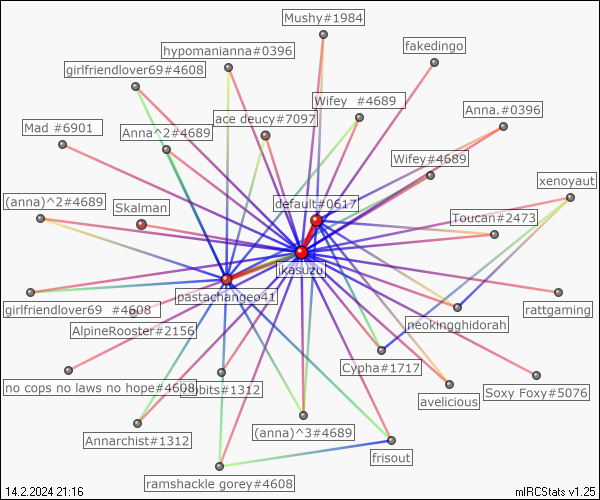 Mushy#1984
fakedingo
hypomanianna#0396
girlfriendlover69#4608
Wifey #4689
Anna.#0396
ace deucy#7097
Mad #6901
Anna^2#4689
Wifey#4689
xenoyaut
(anna)^2#4689
Skalman
default#0617
Toucan#2473
ikasuzu
pastachangeo41
girlfriendlover69 #4608
rattgaming
AlpineRooster#2156
neokingghidorah
Cypha#1717
no cops no laws no hope#4608
#1312
Soxy Foxy#5076
avelicious
Annarchist#1312
(anna)^3#4689
frisout
ramshackle gorey#4608
14.2.2024 21:16
mIRCStats v1.25